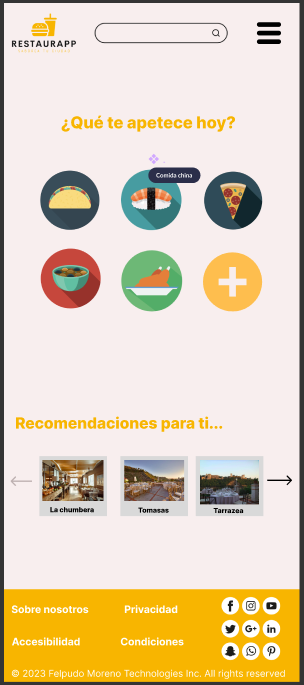 RESTAURAPP
¿Qué te apetece hoy?
Comida china
Recomendaciones para ti...
La chumbera
Tomasas
Tarrazea
Sobre nosotros
Privacidad
Accesibilidad
Condiciones
© 2023 Felpudo Moreno Technologies Inc. All rights reserved